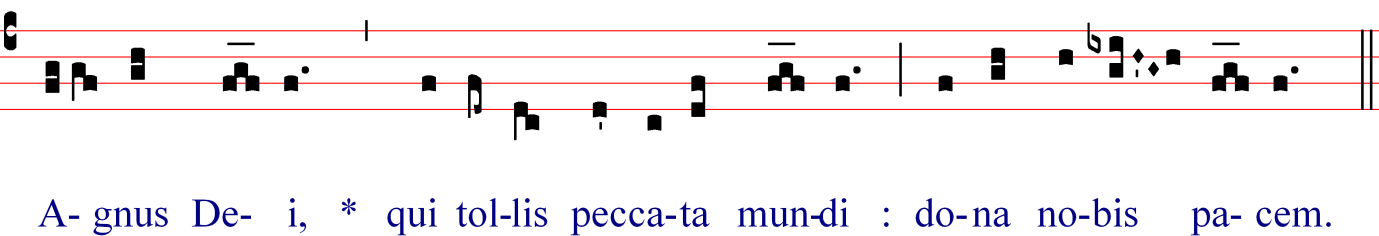 A- gnus De- i, * qui tol-lis pecca-ta mun-di : do-na no-bis pa- cem.